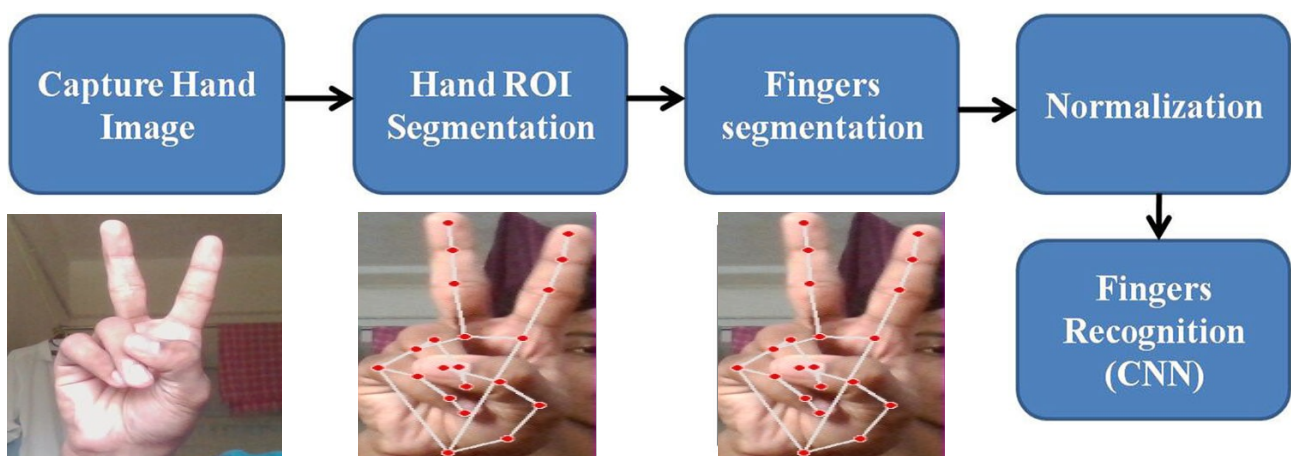 Capture Hand
Image
Hand ROI
Segmentation
Fingers
segmentation
Normalization
Fingers
Recognition
(CNN)